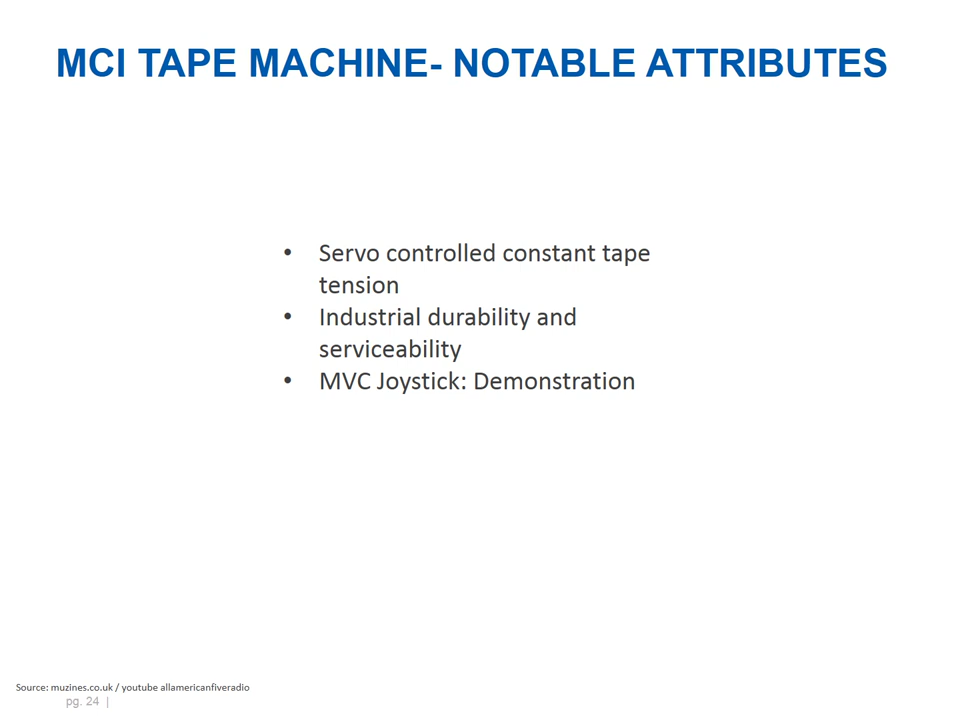 MCI TAPE MACHINE- NOTABLE ATTRIBUTES
• Servo controlled constant tape
tension
• Industrial durability and
serviceability
• MVC Joystick: Demonstration
Source: muzines.co.uk / youtube allamericanfiveradio
pg. 24 |